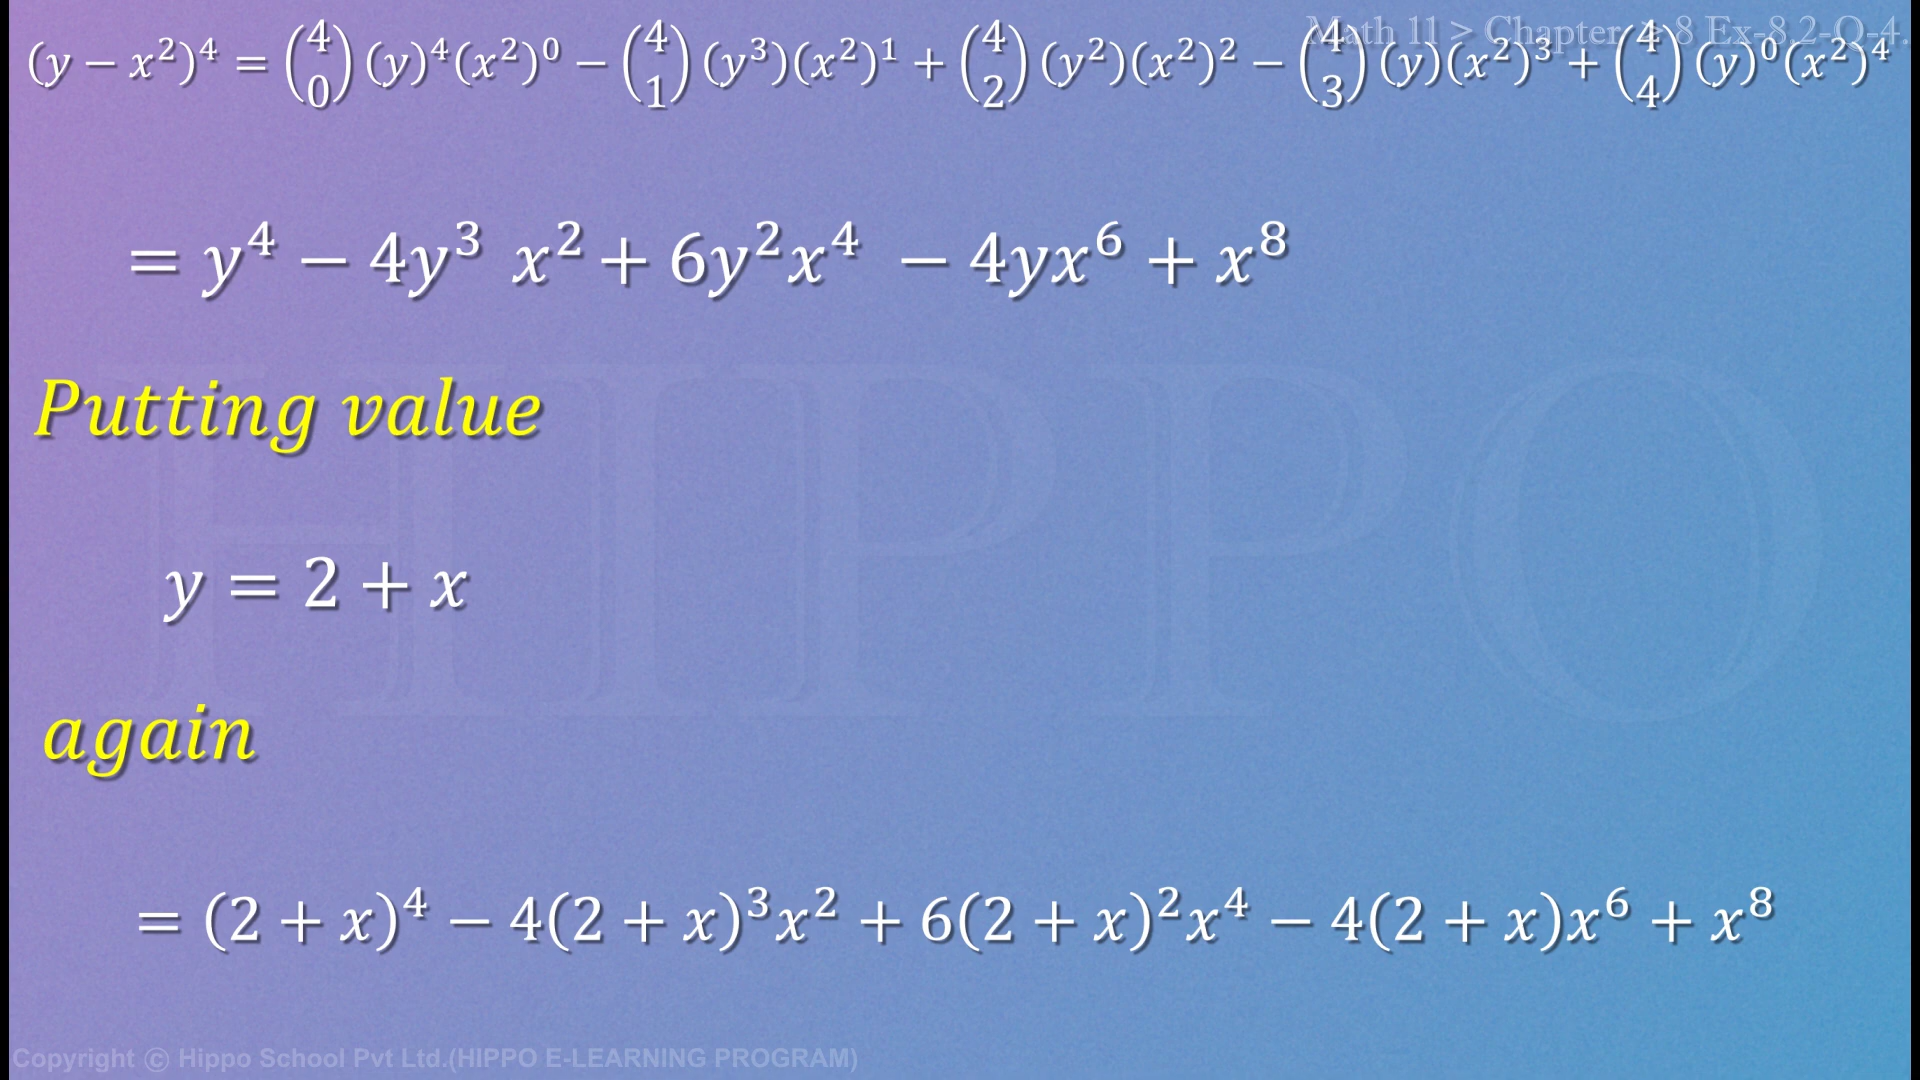 Math 11 > Chapter > 8 Ex-8.2-Q-4.
(y − x²)⁴ = (4 0) (y)⁴(x²)⁰ − (4 1) (y³)(x²)¹ + (4 2) (y²)(x²)² − (4 3) (y)(x²)³ + (4 4) (y)⁰(x²)⁴
= y⁴ − 4y³ x² + 6y²x⁴ − 4yx⁶ + x⁸
Putting value
y = 2 + x
again
= (2 + x)⁴ − 4(2 + x)³x² + 6(2 + x)²x⁴ − 4(2 + x)x⁶ + x⁸
HIPPO
Copyright © Hippo School Pvt Ltd.(HIPPO E-LEARNING PROGRAM)